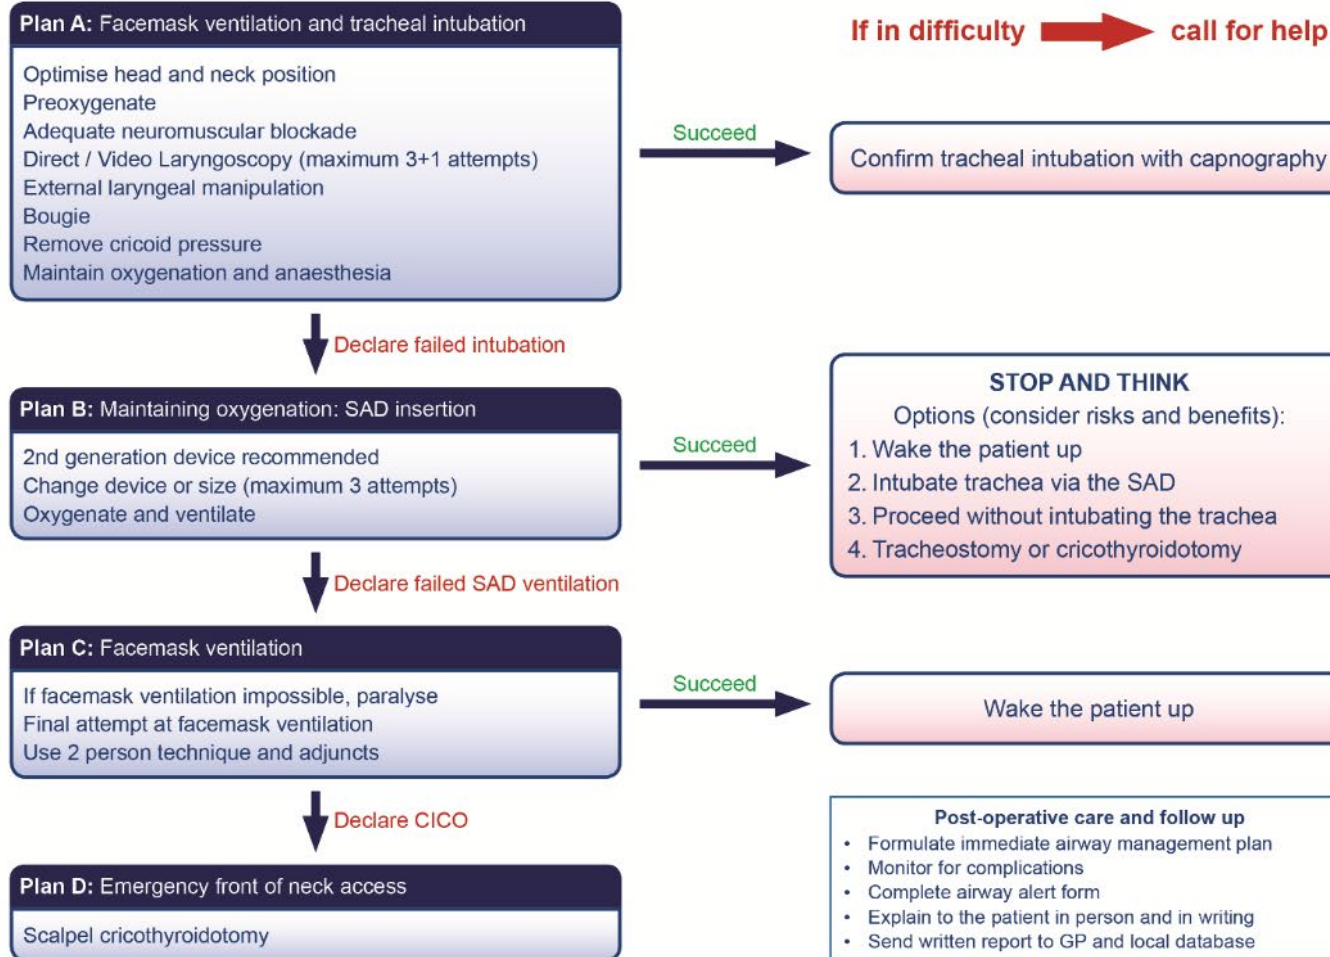 Plan A: Facemask ventilation and tracheal intubation
Optimise head and neck position
Preoxygenate
Adequate neuromuscular blockade
Direct / Video Laryngoscopy (maximum 3+1 attempts)
External laryngeal manipulation
Bougie
Remove cricoid pressure
Maintain oxygenation and anaesthesia
If in difficulty
call for help
Succeed
Confirm tracheal intubation with capnography
Declare failed intubation
Plan B: Maintaining oxygenation: SAD insertion
2nd generation device recommended
Change device or size (maximum 3 attempts)
Oxygenate and ventilate
Succeed
STOP AND THINK
Options (consider risks and benefits):
1. Wake the patient up
2. Intubate trachea via the SAD
3. Proceed without intubating the trachea
4. Tracheostomy or cricothyroidotomy
Declare failed SAD ventilation
Plan C: Facemask ventilation
If facemask ventilation impossible, paralyse
Final attempt at facemask ventilation
Use 2 person technique and adjuncts
Succeed
Wake the patient up
Declare CICO
Plan D: Emergency front of neck access
Scalpel cricothyroidotomy
Post-operative care and follow up
• Formulate immediate airway management plan
• Monitor for complications
• Complete airway alert form
• Explain to the patient in person and in writing
• Send written report to GP and local database